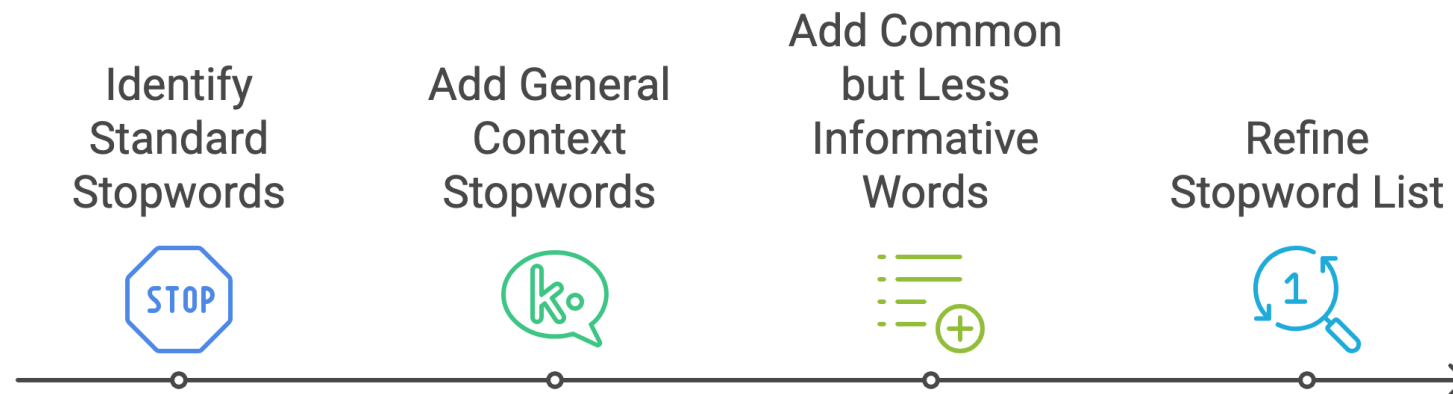 Identify
Standard
Stopwords
Add General
Context
Stopwords
Add Common
but Less
Informative
Words
Refine
Stopword List
STOP
k.
1